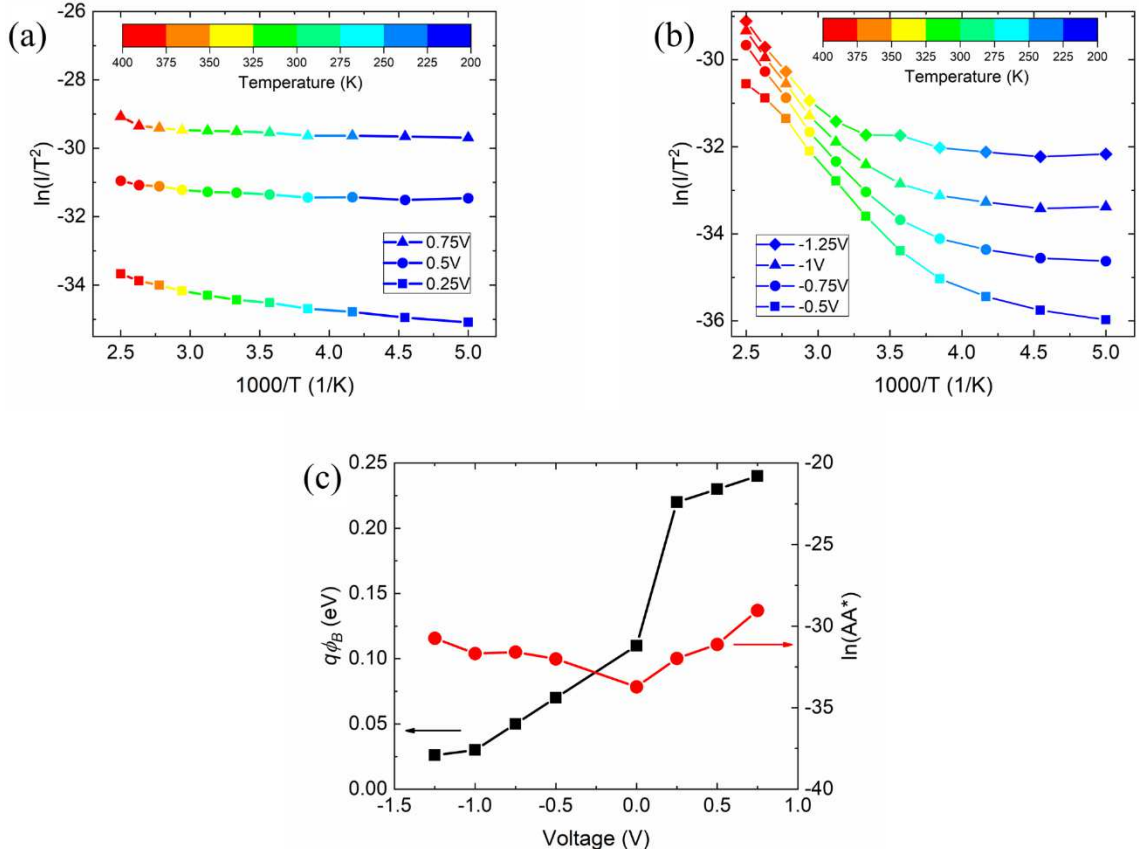 (a)
-26
-28
-30
-32
-34
ln(I/T²)
400 375 350 325 300 275 250 225 200
Temperature (K)
0.75V
0.5V
0.25V
2.5 3.0 3.5 4.0 4.5 5.0
1000/T (1/K)
(b)
-30
-32
-34
-36
ln(I/T²)
400 375 350 325 300 275 250 225 200
Temperature (K)
-1.25V
-1V
-0.75V
-0.5V
2.5 3.0 3.5 4.0 4.5 5.0
1000/T (1/K)
(c)
0.25
0.20
0.15
0.10
0.05
0.00
qϕB (eV)
-20
-25
-30
-35
-40
ln(AA*)
-1.5 -1.0 -0.5 0.0 0.5 1.0
Voltage (V)